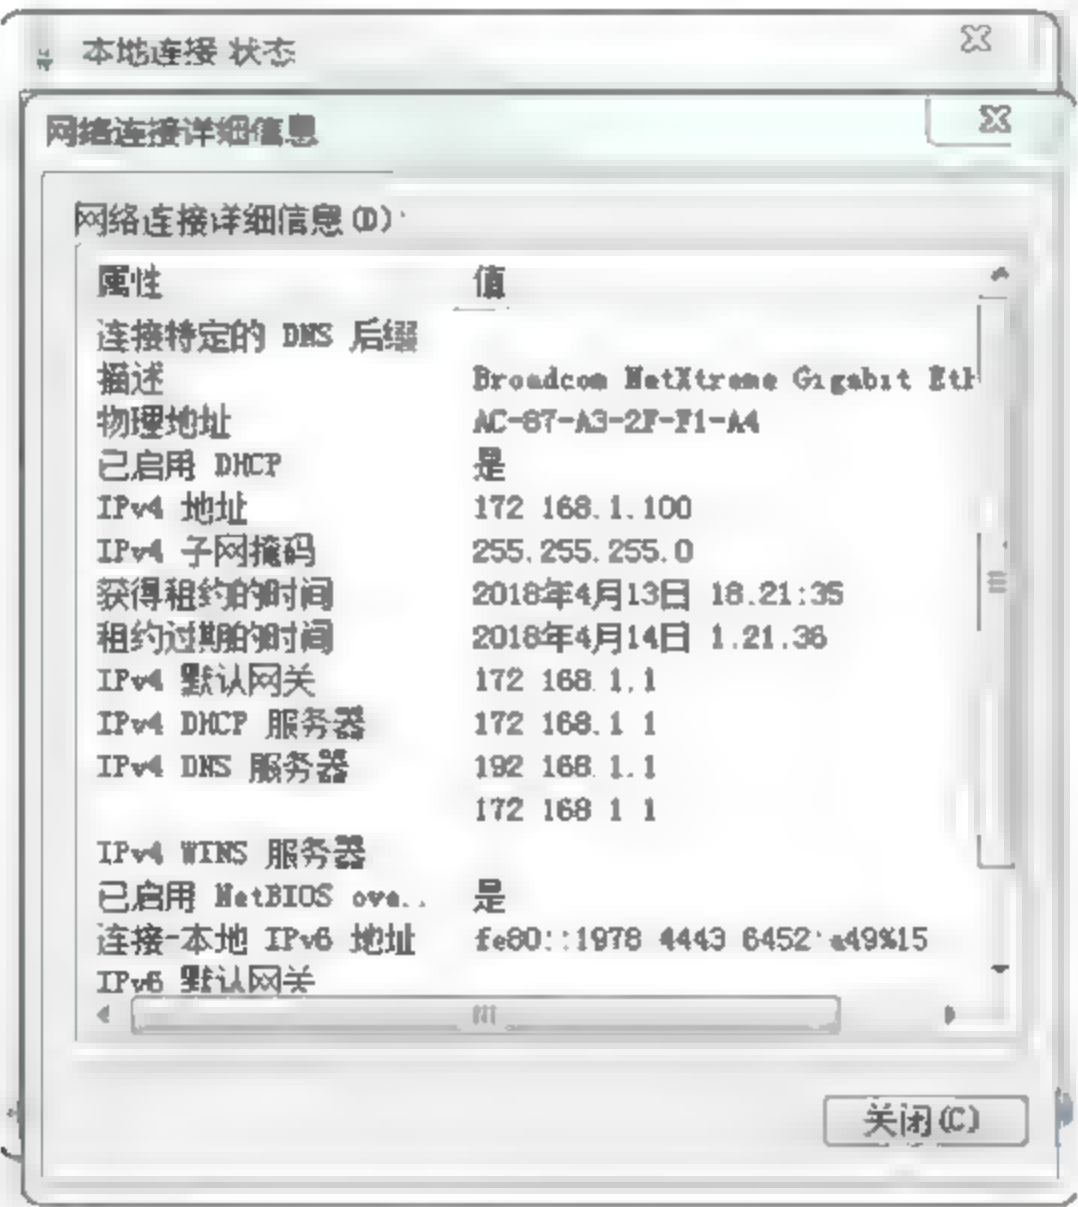 本地连接 状态
网络连接详细信息
网络连接详细信息(D):
属性 值
连接特定的 DNS 后缀
描述 Broadcom NetXtreme Gigabit Eth
物理地址 AC-87-A3-2F-F1-A4
已启用 DHCP 是
IPv4 地址 172.168.1.100
IPv4 子网掩码 255.255.255.0
获得租约的时间 2018年4月13日 18:21:35
租约过期的时间 2018年4月14日 1:21:36
IPv4 默认网关 172.168.1.1
IPv4 DHCP 服务器 172.168.1.1
IPv4 DNS 服务器 192.168.1.1
172.168.1.1
IPv4 WINS 服务器
已启用 NetBIOS ove... 是
连接-本地 IPv6 地址 fe80::1978:4443:6452:a49%15
IPv6 默认网关
关闭(C)